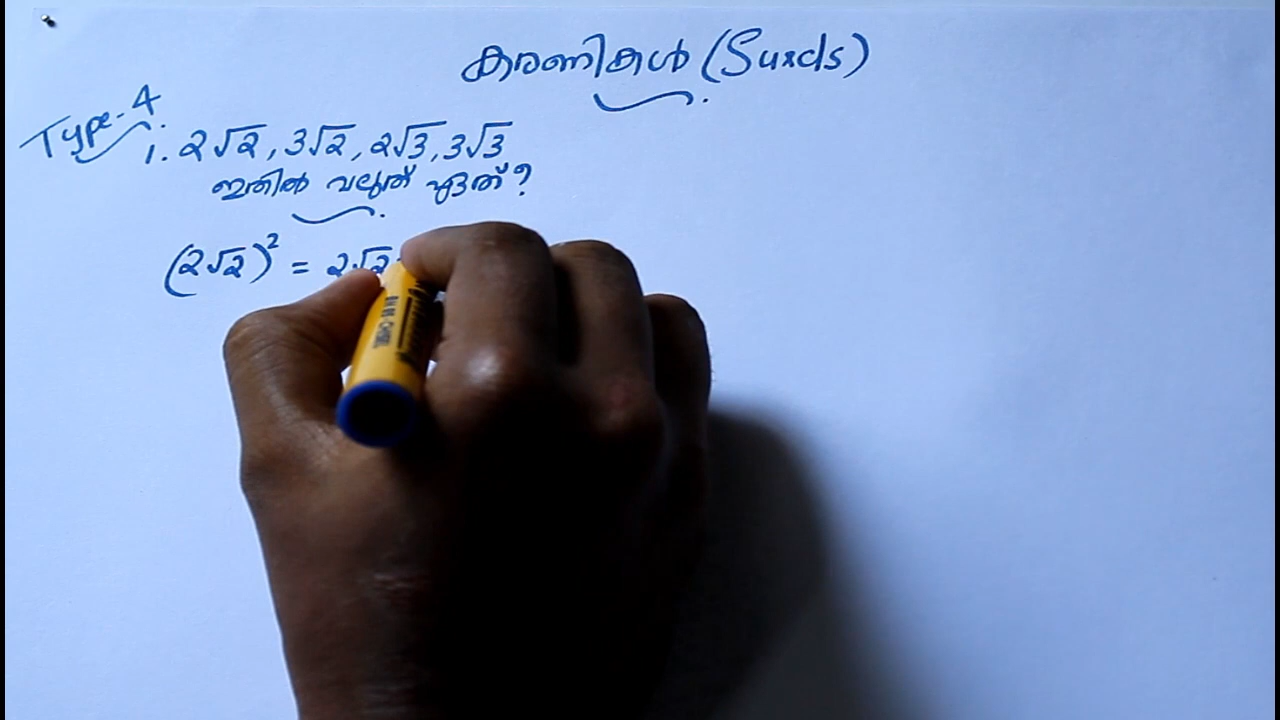 കരണികൾ (Surds)
Type-4
1. 2√2, 3√2, 2√3, 3√3
ഇതിൽ വലുത് ഏത്?
(2√2)² = 2√2